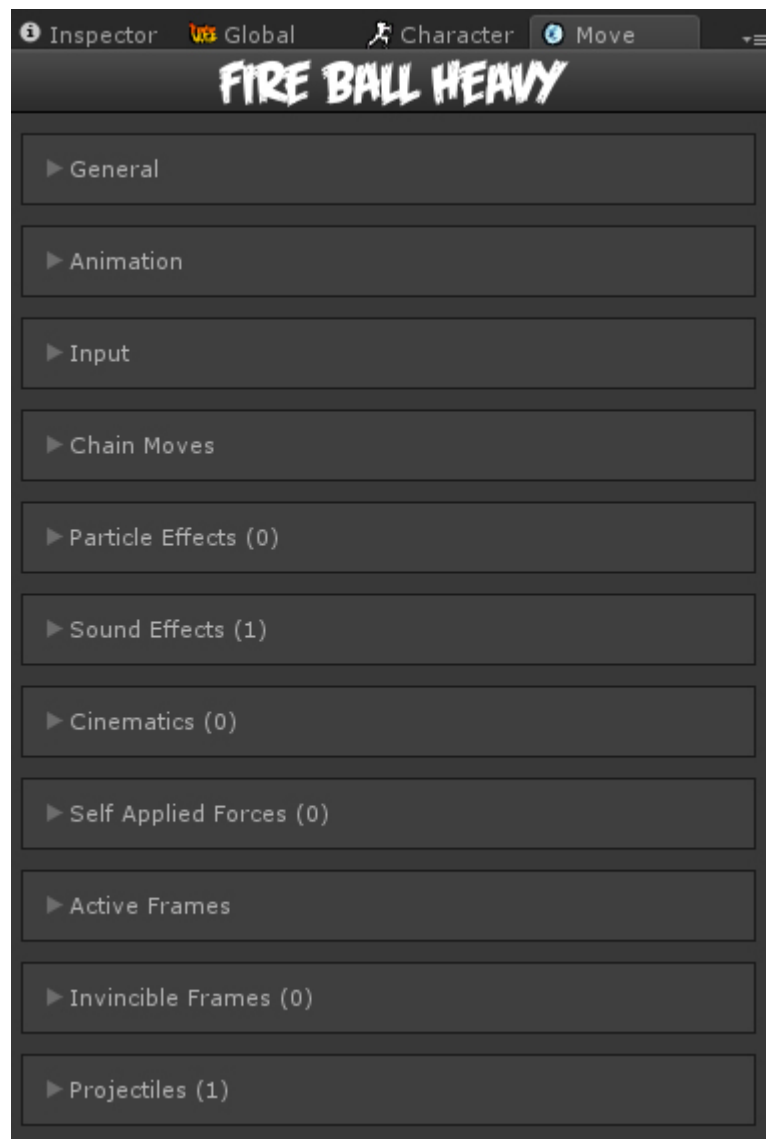 Inspector UFE Global Character Move
FIRE BALL HEAVY
General
Animation
Input
Chain Moves
Particle Effects (0)
Sound Effects (1)
Cinematics (0)
Self Applied Forces (0)
Active Frames
Invincible Frames (0)
Projectiles (1)